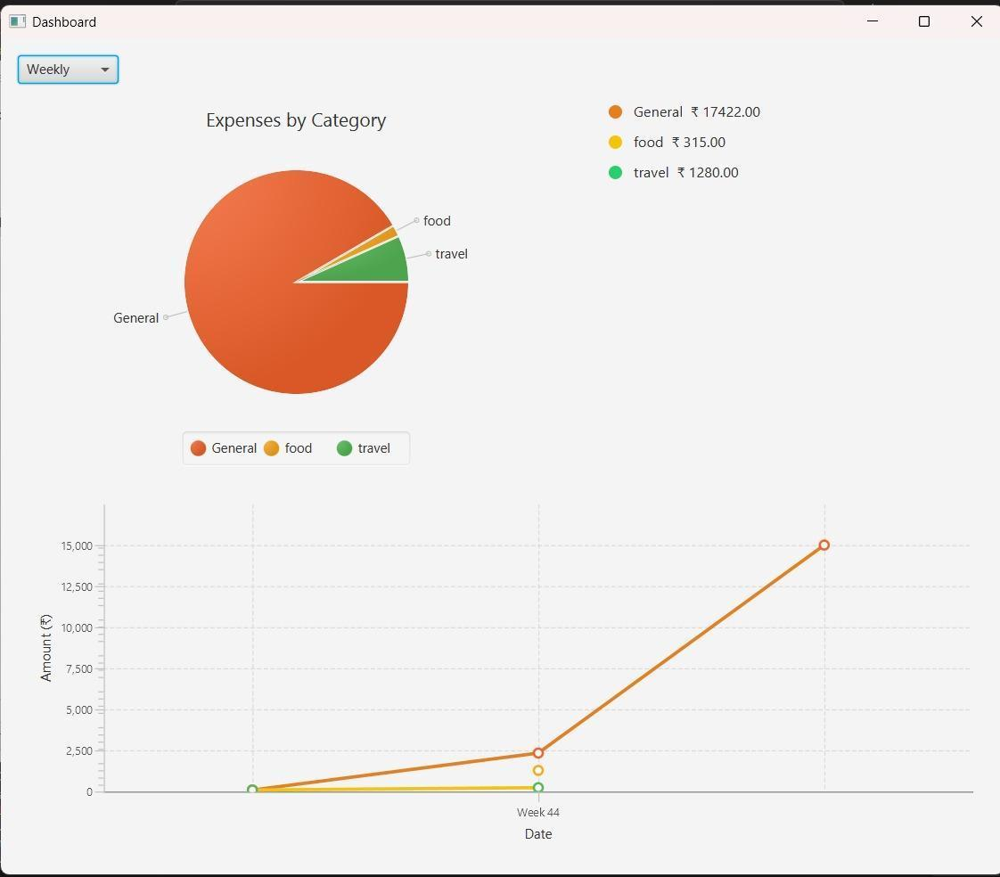 Dashboard
Weekly
Expenses by Category
General ₹ 17422.00
food ₹ 315.00
travel ₹ 1280.00
food
travel
General
General food travel
15,000
12,500
10,000
7,500
5,000
2,500
0
Amount (₹)
Week 44
Date